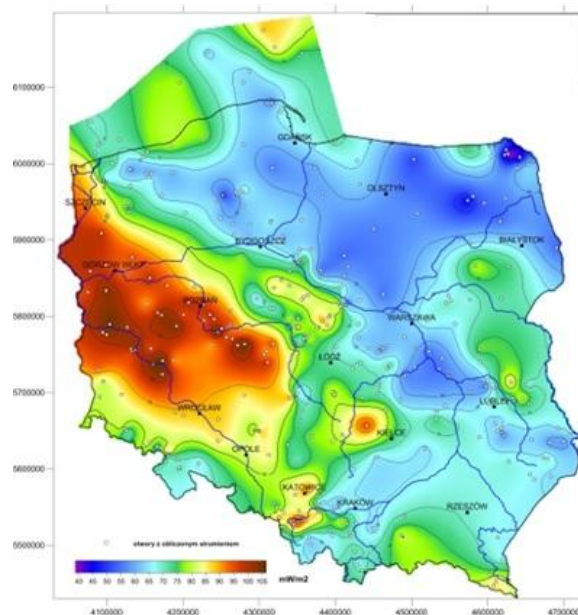 6100000
GDAŃSK
6000000
OLSZTYN
SZCZECIN
5900000
BYDGOSZCZ
BIAŁYSTOK
GORZÓW WLKP
5800000
POZNAŃ
WARSZAWA
ŁÓDŹ
5700000
WROCŁAW
LUBLIN
KIELCE
OPOLE
5600000
KATOWICE
KRAKÓW
RZESZÓW
5500000
otwory z obliczonym strumieniem
40 45 50 55 60 65 70 75 80 85 90 95 100 105 mW/m2
4100000 4200000 4300000 4400000 4500000 4600000 4700000